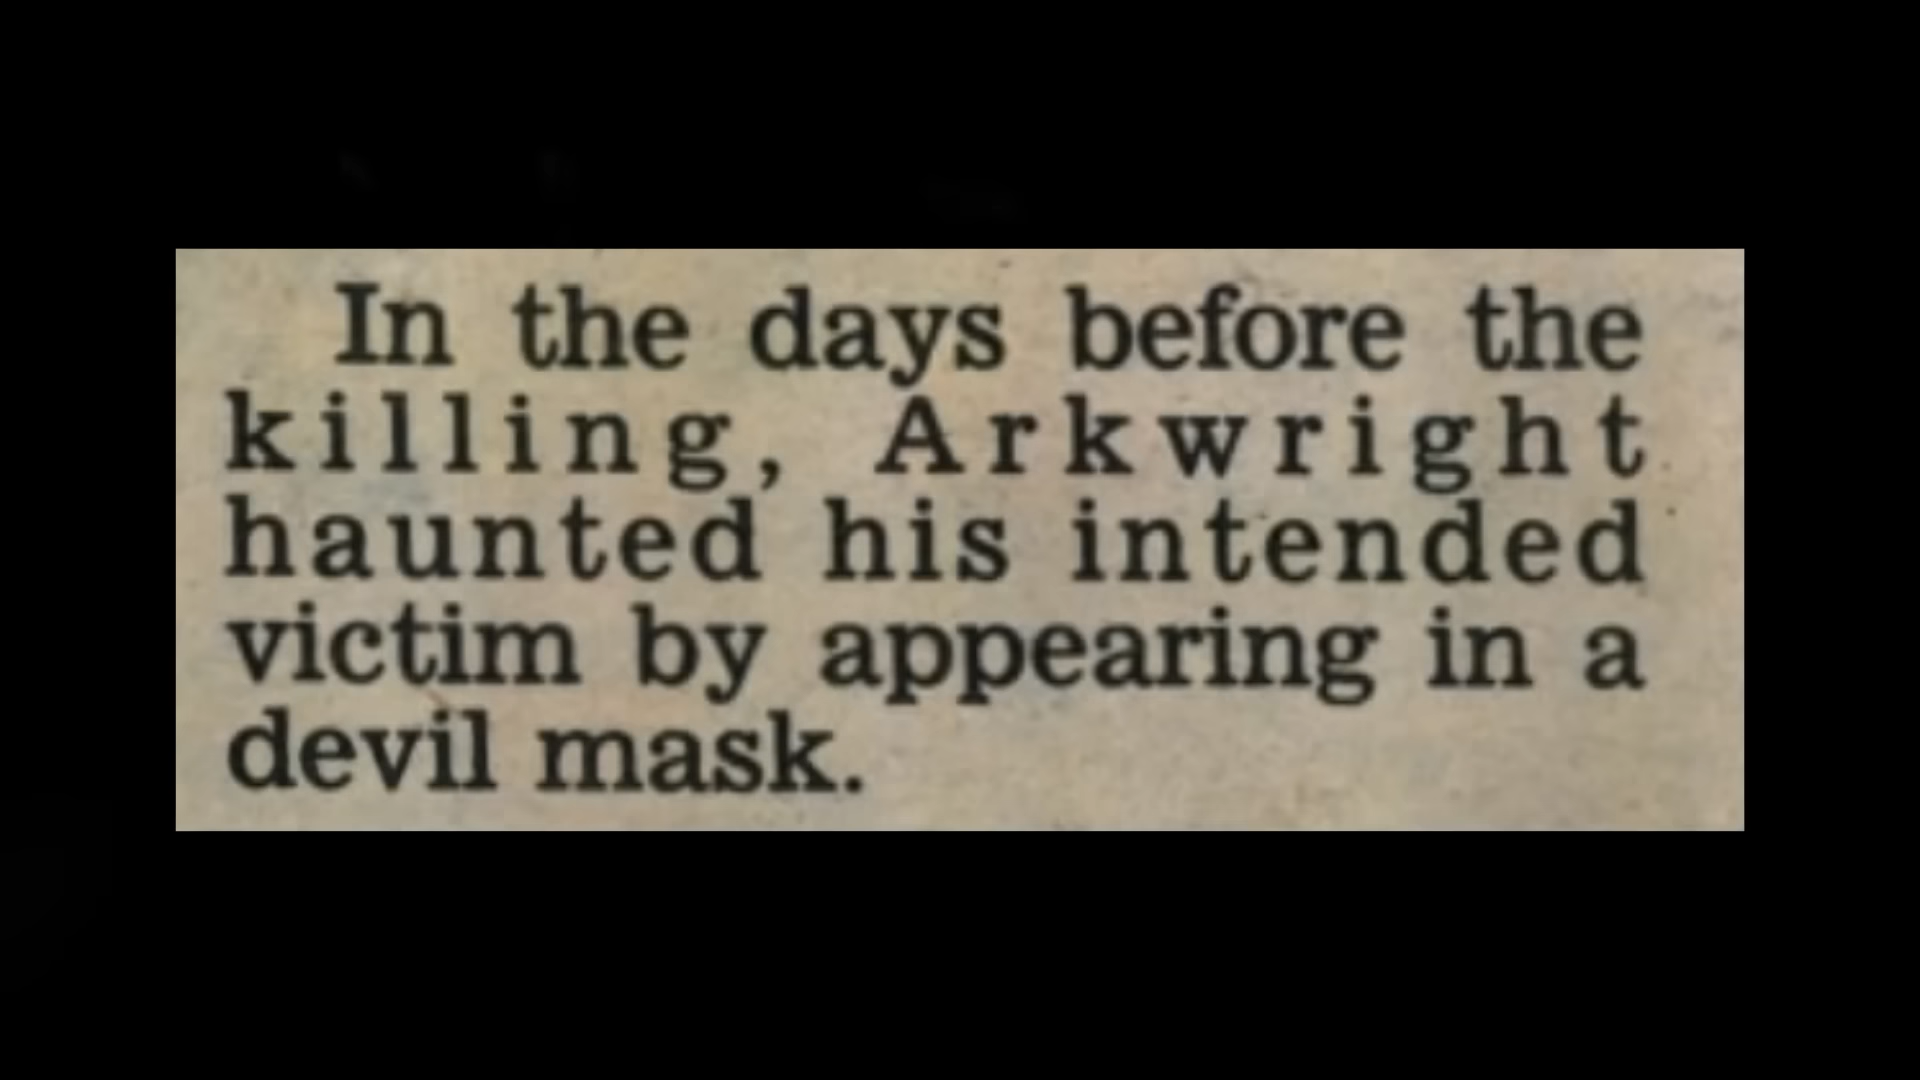 In the days before the
killing, Arkwright
haunted his intended
victim by appearing in a
devil mask.